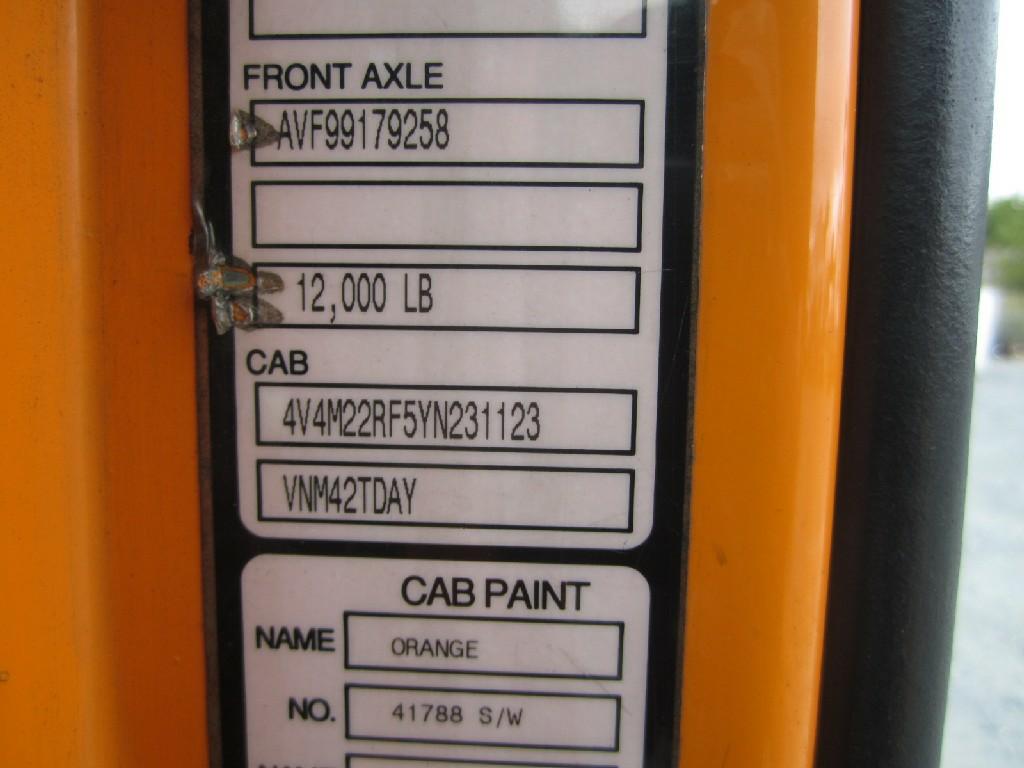 FRONT AXLE
AVF99179258
12,000 LB
CAB
4V4M22RF5YN231123
VNM42TDAY
CAB PAINT
NAME ORANGE
NO. 41788 S/W